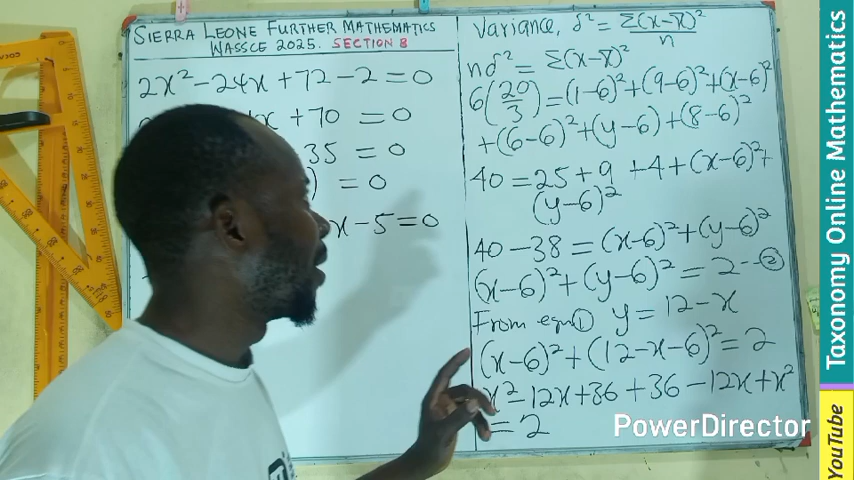 SIERRA LEONE FURTHER MATHEMATICS
WASSCE 2025. SECTION B
2x² - 24x + 72 - 2 = 0
x + 70 = 0
35 = 0
) = 0
x - 5 = 0
Variance, δ² = Σ(x-x̄)²/n
nδ² = Σ(x-x̄)²
6(20/3) = (1-6)² + (9-6)² + (x-6)²
+ (6-6)² + (y-6) + (8-6)²
40 = 25 + 9 + 4 + (x-6)² +
(y-6)²
40 - 38 = (x-6)² + (y-6)²
(x-6)² + (y-6)² = 2 -- ②
From eqn ① y = 12 - x
(x-6)² + (12-x-6)² = 2
x² - 12x + 36 + 36 - 12x + x²
= 2
PowerDirector
Taxonomy Online Mathematics
YouTube